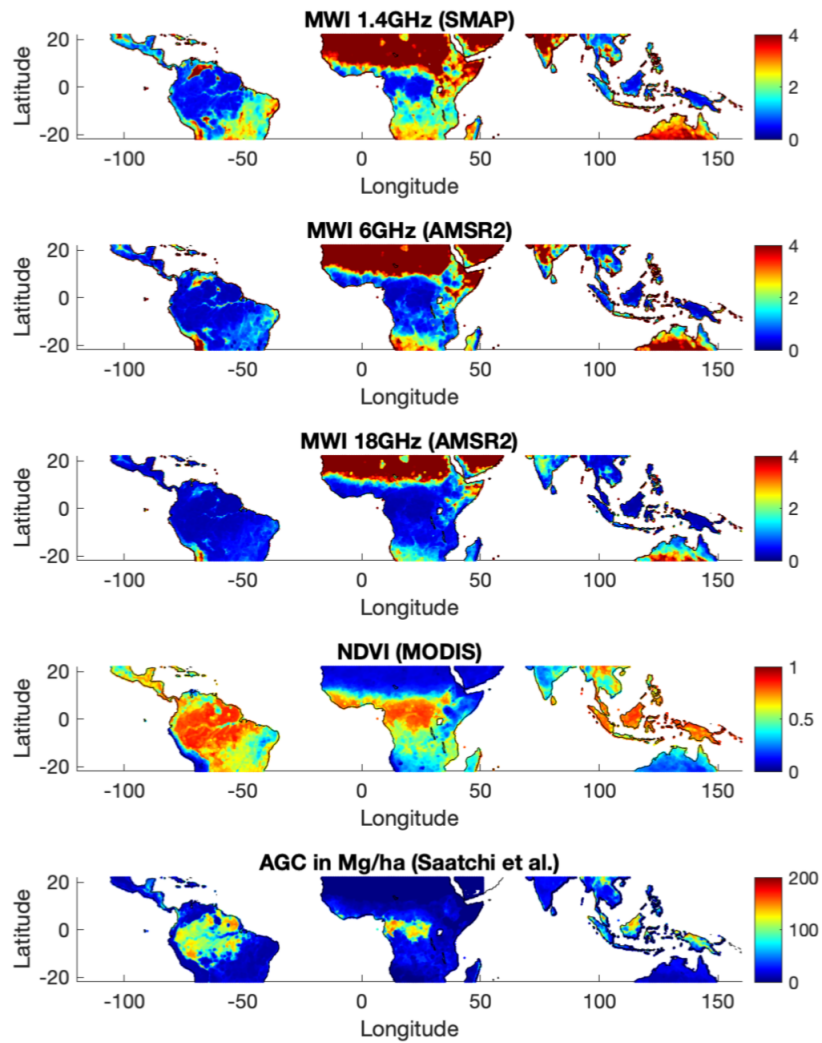 MWI 1.4GHz (SMAP)
Latitude
20
0
-20
-100 -50 0 50 100 150
Longitude
4
2
0
MWI 6GHz (AMSR2)
Latitude
20
0
-20
-100 -50 0 50 100 150
Longitude
4
2
0
MWI 18GHz (AMSR2)
Latitude
20
0
-20
-100 -50 0 50 100 150
Longitude
4
2
0
NDVI (MODIS)
Latitude
20
0
-20
-100 -50 0 50 100 150
Longitude
1
0.5
0
AGC in Mg/ha (Saatchi et al.)
Latitude
20
0
-20
-100 -50 0 50 100 150
Longitude
200
100
0